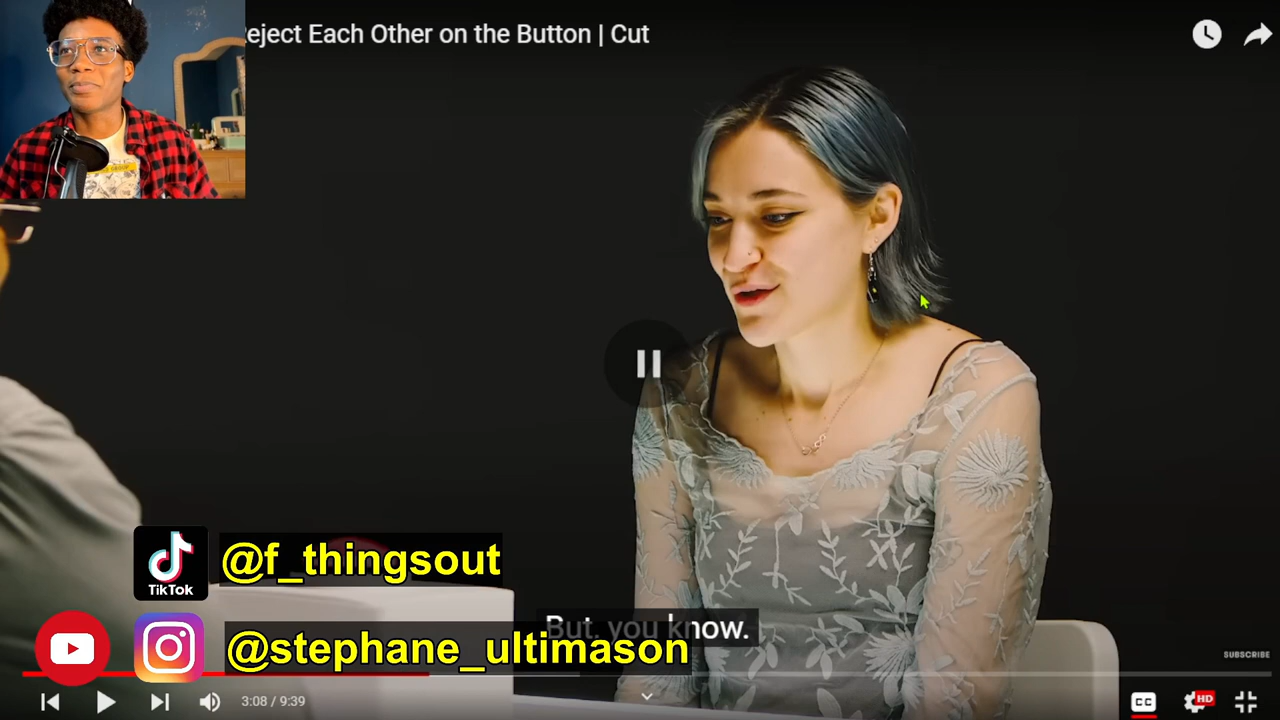 eject Each Other on the Button | Cut
TikTok
@f_thingsout
But, you know.
@stephane_ultimason
SUBSCRIBE
3:08 / 9:39
CC
HD